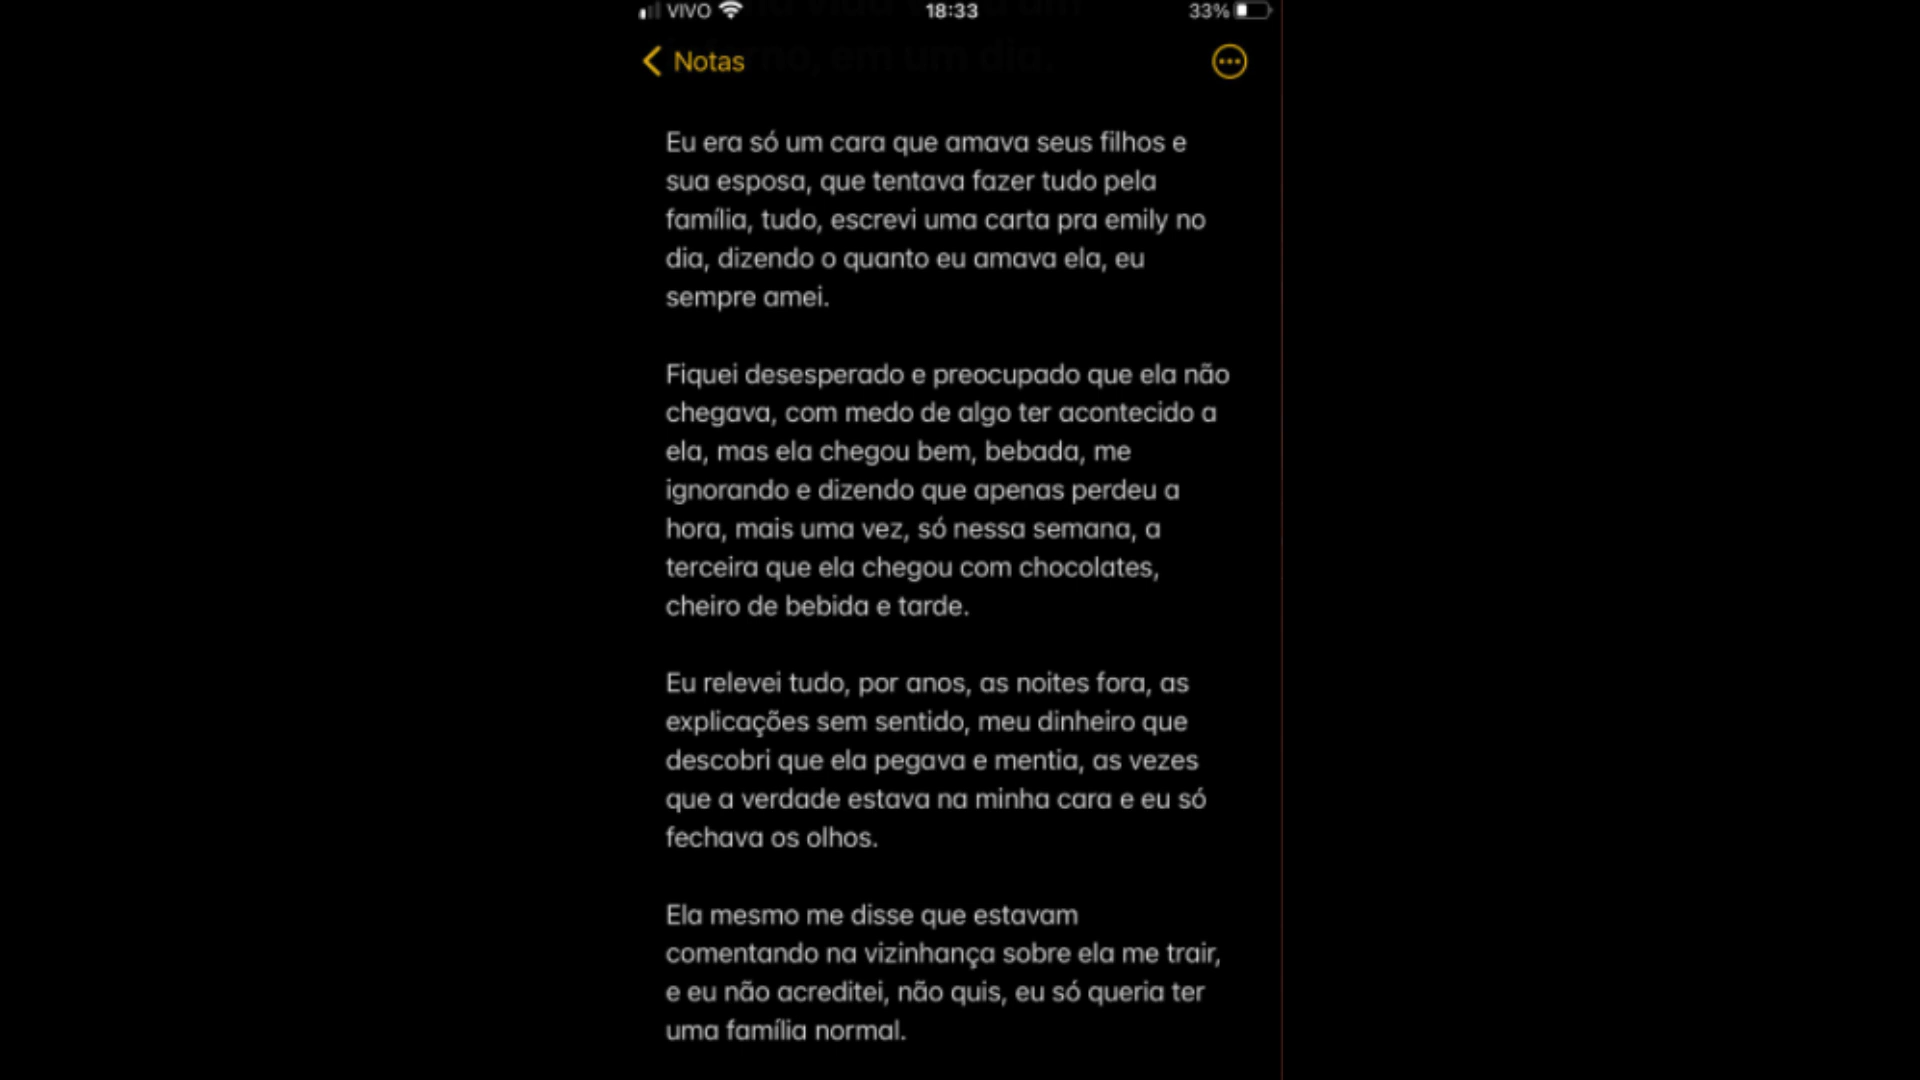 VIVO 18:33 33%
Notas
Eu era só um cara que amava seus filhos e
sua esposa, que tentava fazer tudo pela
família, tudo, escrevi uma carta pra emily no
dia, dizendo o quanto eu amava ela, eu
sempre amei.
Fiquei desesperado e preocupado que ela não
chegava, com medo de algo ter acontecido a
ela, mas ela chegou bem, bebada, me
ignorando e dizendo que apenas perdeu a
hora, mais uma vez, só nessa semana, a
terceira que ela chegou com chocolates,
cheiro de bebida e tarde.
Eu relevei tudo, por anos, as noites fora, as
explicações sem sentido, meu dinheiro que
descobri que ela pegava e mentia, as vezes
que a verdade estava na minha cara e eu só
fechava os olhos.
Ela mesmo me disse que estavam
comentando na vizinhança sobre ela me trair,
e eu não acreditei, não quis, eu só queria ter
uma família normal.